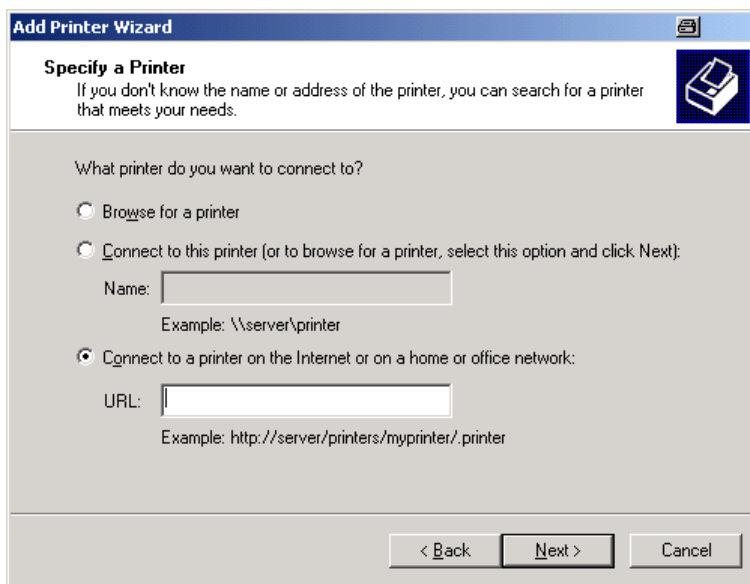 Add Printer Wizard
Specify a Printer
If you don't know the name or address of the printer, you can search for a printer
that meets your needs.
What printer do you want to connect to?
Browse for a printer
Connect to this printer (or to browse for a printer, select this option and click Next):
Name:
Example: \\server\printer
Connect to a printer on the Internet or on a home or office network:
URL:
Example: http://server/printers/myprinter/.printer
< Back Next > Cancel